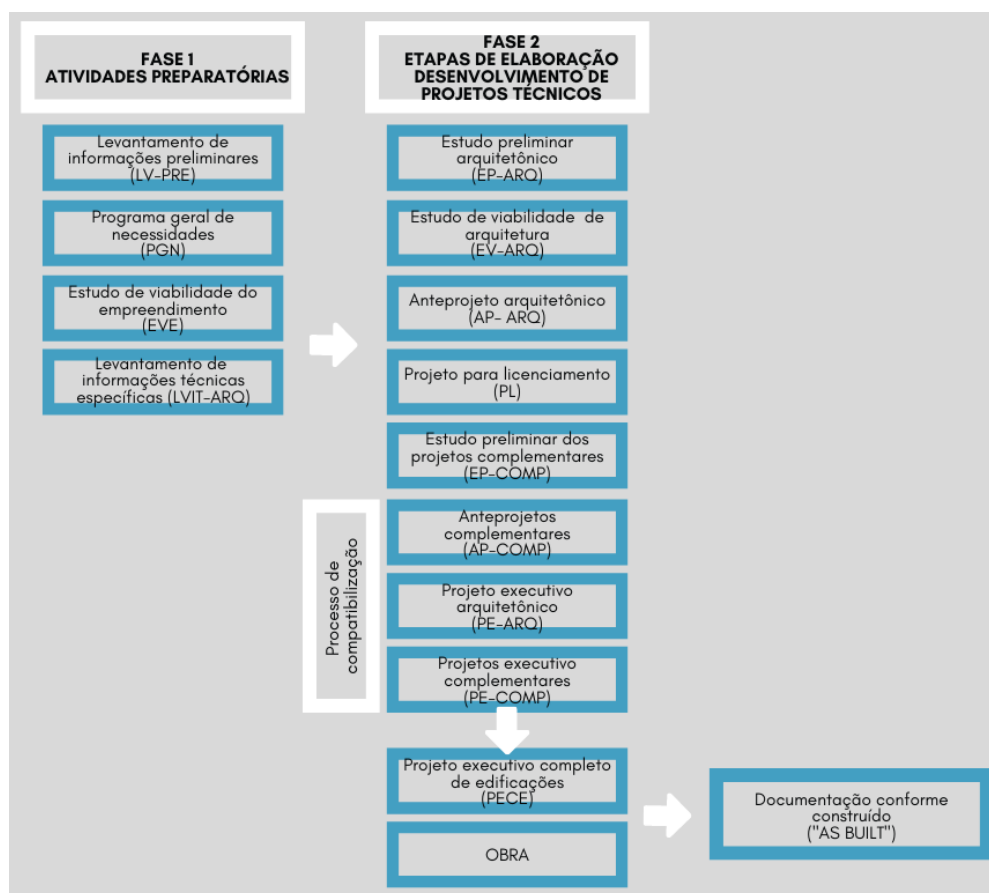 FASE 1
ATIVIDADES PREPARATÓRIAS
Levantamento de
informações preliminares
(LV-PRE)
Programa geral de
necessidades
(PGN)
Estudo de viabilidade do
empreendimento
(EVE)
Levantamento de
informações técnicas
específicas (LVIT-ARQ)
FASE 2
ETAPAS DE ELABORAÇÃO
DESENVOLVIMENTO DE
PROJETOS TÉCNICOS
Estudo preliminar
arquitetônico
(EP-ARQ)
Estudo de viabilidade de
arquitetura
(EV-ARQ)
Anteprojeto arquitetônico
(AP- ARQ)
Projeto para licenciamento
(PL)
Estudo preliminar dos
projetos complementares
(EP-COMP)
Processo de
compatibilização
Anteprojetos
complementares
(AP-COMP)
Projeto executivo
arquitetônico
(PE-ARQ)
Projetos executivo
complementares
(PE-COMP)
Projeto executivo completo
de edificações
(PECE)
OBRA
Documentação conforme
construído
("AS BUILT")